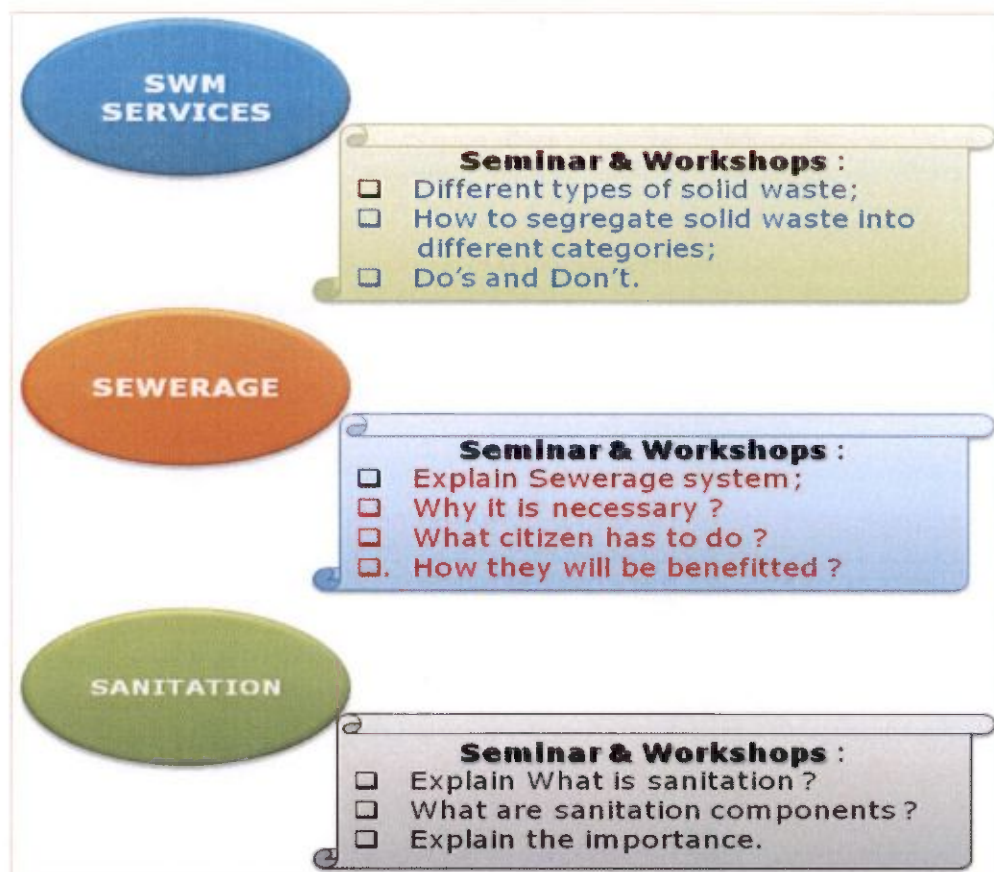 SWM
SERVICES
Seminar & Workshops :
❑ Different types of solid waste;
❑ How to segregate solid waste into
different categories;
❑ Do's and Don't.
SEWERAGE
Seminar & Workshops :
❑ Explain Sewerage system;
❑ Why it is necessary ?
❑ What citizen has to do ?
❑. How they will be benefitted ?
SANITATION
Seminar & Workshops :
❑ Explain What is sanitation ?
❑ What are sanitation components ?
❑ Explain the importance.